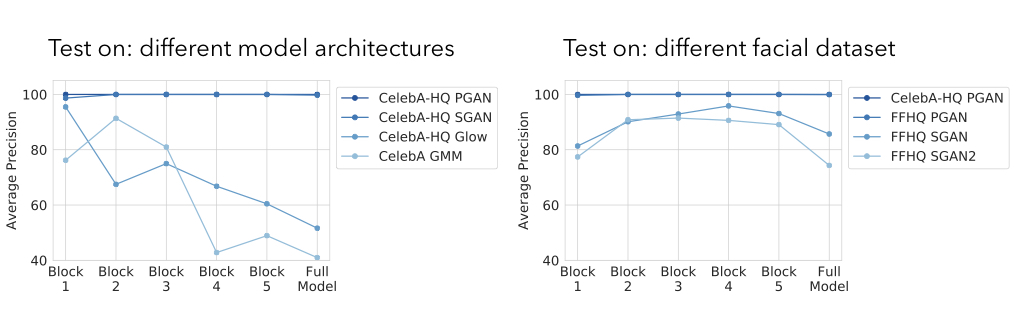 Test on: different model architectures
Average Precision
100
80
60
40
Block 1
Block 2
Block 3
Block 4
Block 5
Full Model
CelebA-HQ PGAN
CelebA-HQ SGAN
CelebA-HQ Glow
CelebA GMM
Test on: different facial dataset
Average Precision
100
80
60
40
Block 1
Block 2
Block 3
Block 4
Block 5
Full Model
CelebA-HQ PGAN
FFHQ PGAN
FFHQ SGAN
FFHQ SGAN2